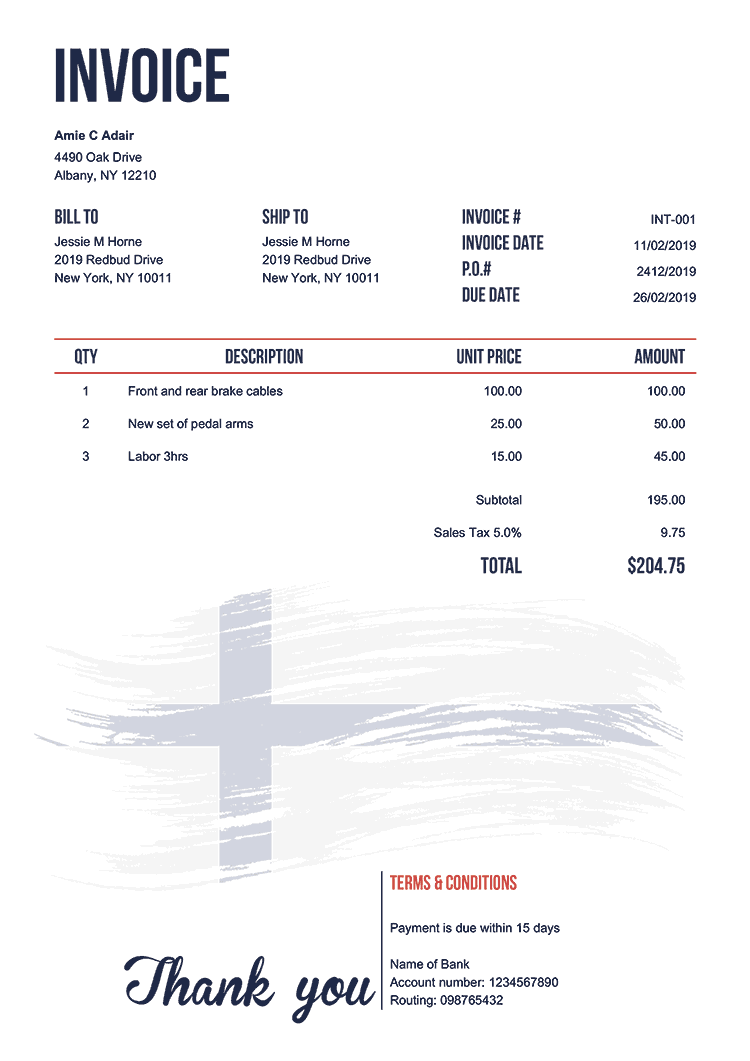 INVOICE
Amie C Adair
4490 Oak Drive
Albany, NY 12210
BILL TO
Jessie M Horne
2019 Redbud Drive
New York, NY 10011
SHIP TO
Jessie M Horne
2019 Redbud Drive
New York, NY 10011
INVOICE # INT-001
INVOICE DATE 11/02/2019
P.O.# 2412/2019
DUE DATE 26/02/2019
QTY DESCRIPTION UNIT PRICE AMOUNT
1 Front and rear brake cables 100.00 100.00
2 New set of pedal arms 25.00 50.00
3 Labor 3hrs 15.00 45.00
Subtotal 195.00
Sales Tax 5.0% 9.75
TOTAL $204.75
Thank you
TERMS & CONDITIONS
Payment is due within 15 days
Name of Bank
Account number: 1234567890
Routing: 098765432